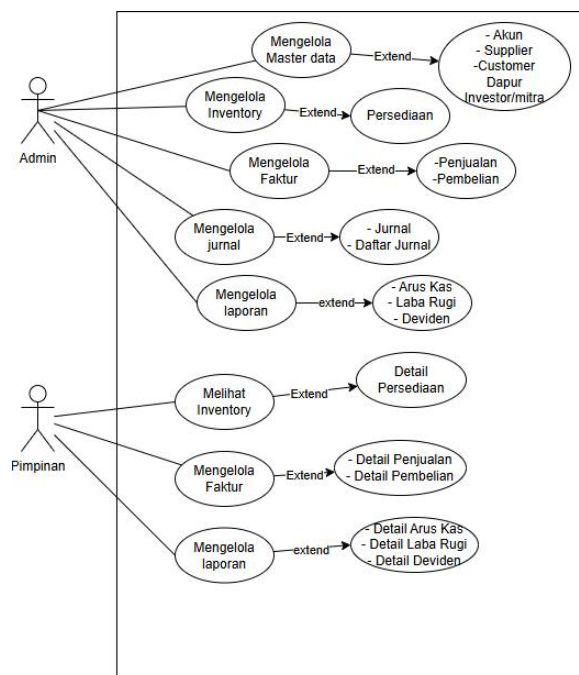 Mengelola
Master data
Extend
- Akun
- Supplier
-Customer
Dapur
Investor/mitra
Mengelola
Inventory
Extend
Persediaan
Admin
Mengelola
Faktur
Extend
-Penjualan
-Pembelian
Mengelola
jurnal
Extend
- Jurnal
- Daftar Jurnal
Mengelola
laporan
extend
- Arus Kas
- Laba Rugi
- Deviden
Melihat
Inventory
Extend
Detail
Persediaan
Pimpinan
Mengelola
Faktur
Extend
- Detail Penjualan
- Detail Pembelian
Mengelola
laporan
extend
- Detail Arus Kas
- Detail Laba Rugi
- Detail Deviden